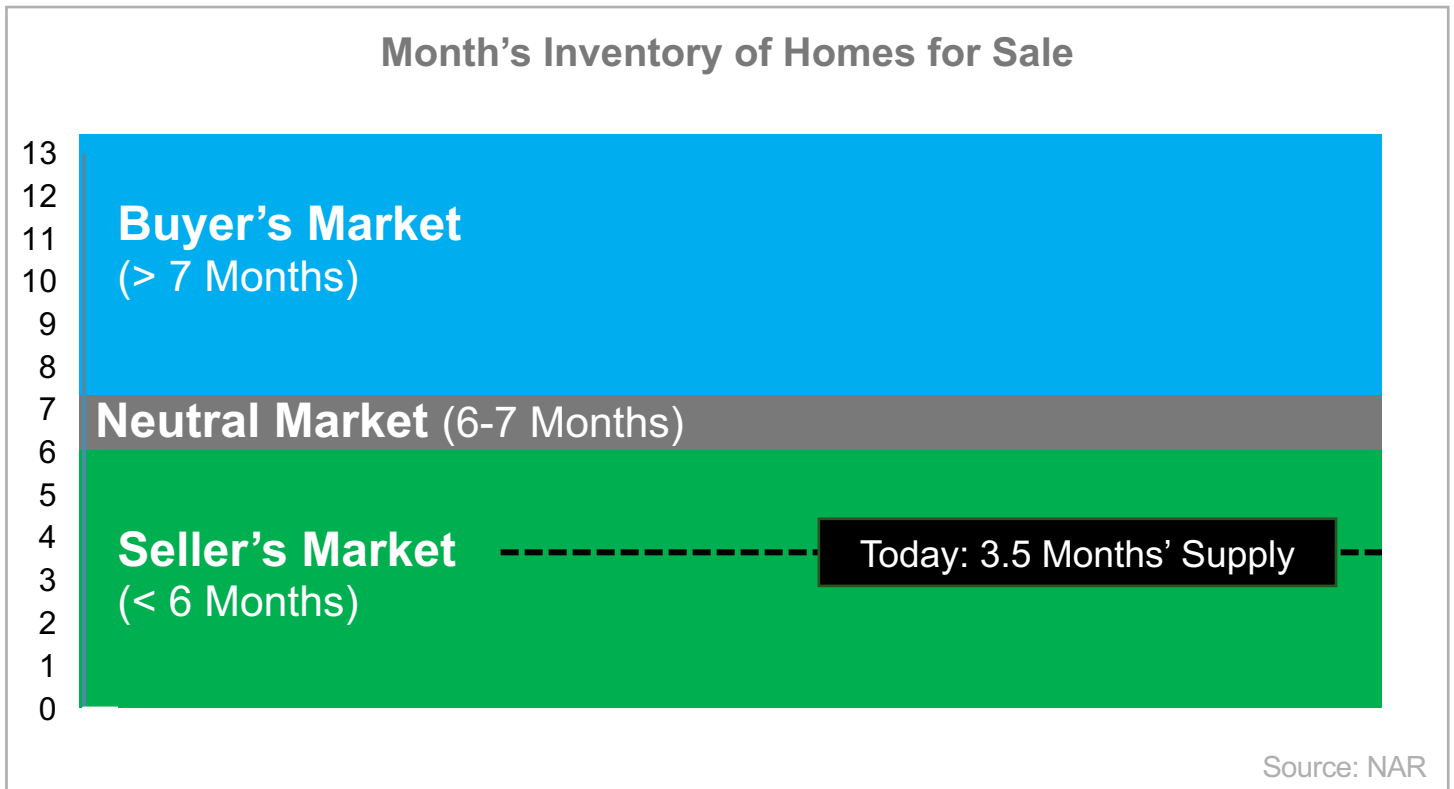 Month’s Inventory of Homes for Sale
13
12
11
10
9
8
7
6
5
4
3
2
1
0
Buyer’s Market
(> 7 Months)
Neutral Market (6-7 Months)
Seller’s Market
(< 6 Months)
Today: 3.5 Months’ Supply
Source: NAR